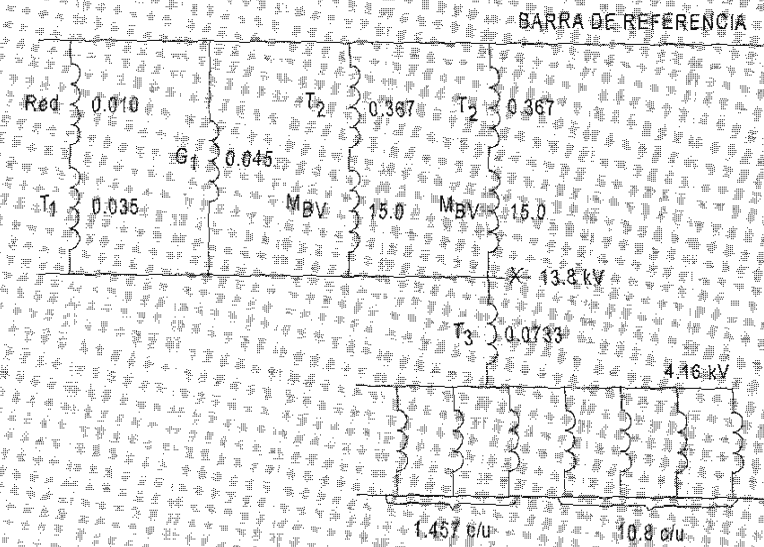 BARRA DE REFERENCIA
Red 0.010
T2 0.367
T2 0.367
G1 0.045
T1 0.035
MBV 15.0
MBV 15.0
X 13.8 kV
T3 0.0733
4.16 kV
1.457 c/u
10.8 c/u